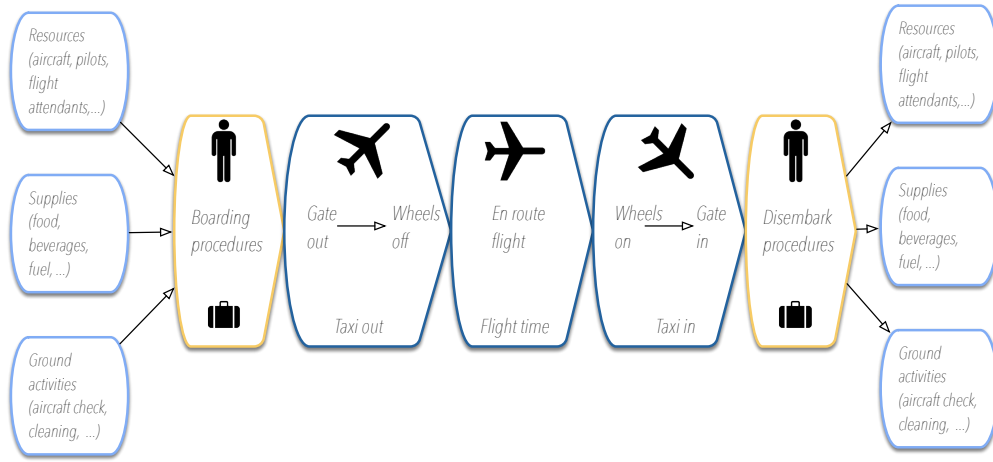 Resources
(aircraft, pilots,
flight
attendants,...)
Supplies
(food,
beverages,
fuel, ...)
Ground
activities
(aircraft check,
cleaning, ...)
Boarding
procedures
Gate
out
Wheels
off
Taxi out
En route
flight
Flight time
Wheels
on
Gate
in
Taxi in
Disembark
procedures
Resources
(aircraft, pilots,
flight
attendants,...)
Supplies
(food,
beverages,
fuel, ...)
Ground
activities
(aircraft check,
cleaning, ...)